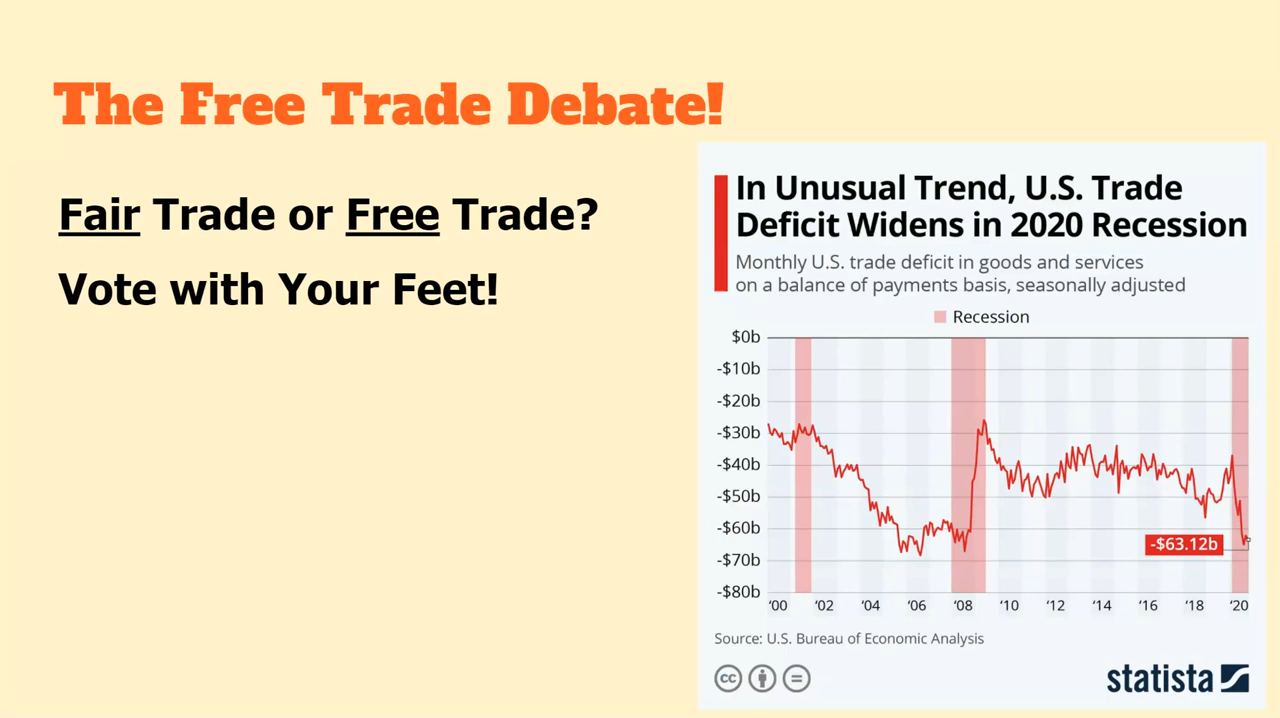 The Free Trade Debate!
Fair Trade or Free Trade?
Vote with Your Feet!
In Unusual Trend, U.S. Trade
Deficit Widens in 2020 Recession
Monthly U.S. trade deficit in goods and services
on a balance of payments basis, seasonally adjusted
Recession
$0b
-$10b
-$20b
-$30b
-$40b
-$50b
-$60b
-$70b
-$80b
-$63.12b
'00 '02 '04 '06 '08 '10 '12 '14 '16 '18 '20
Source: U.S. Bureau of Economic Analysis
cc
statista